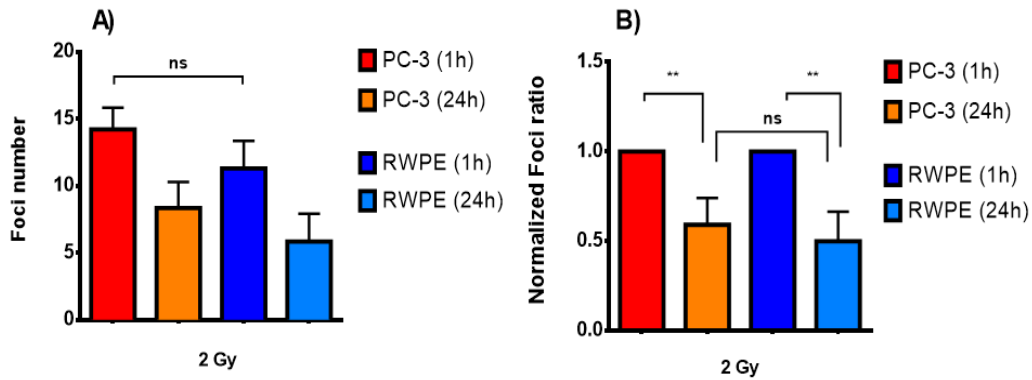 A)
20
15
10
5
0
Foci number
ns
2 Gy
PC-3 (1h)
PC-3 (24h)
RWPE (1h)
RWPE (24h)
B)
1.5
1.0
0.5
0.0
Normalized Foci ratio
**
**
ns
2 Gy
PC-3 (1h)
PC-3 (24h)
RWPE (1h)
RWPE (24h)